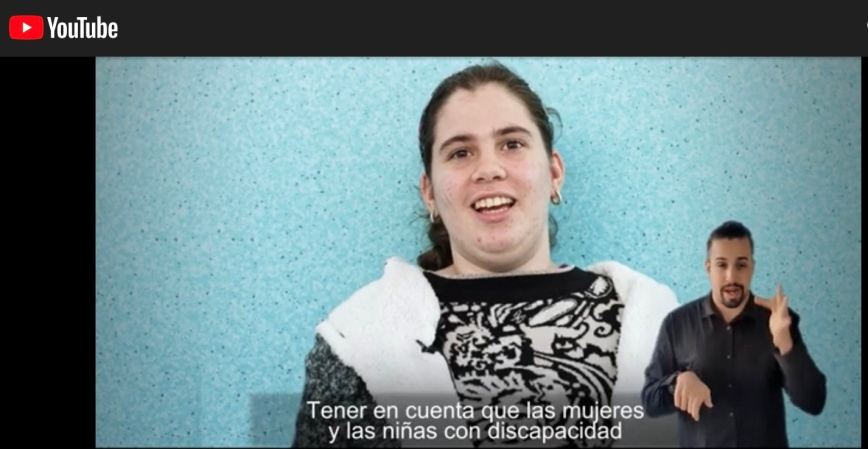 YouTube
Tener en cuenta que las mujeres
y las niñas con discapacidad